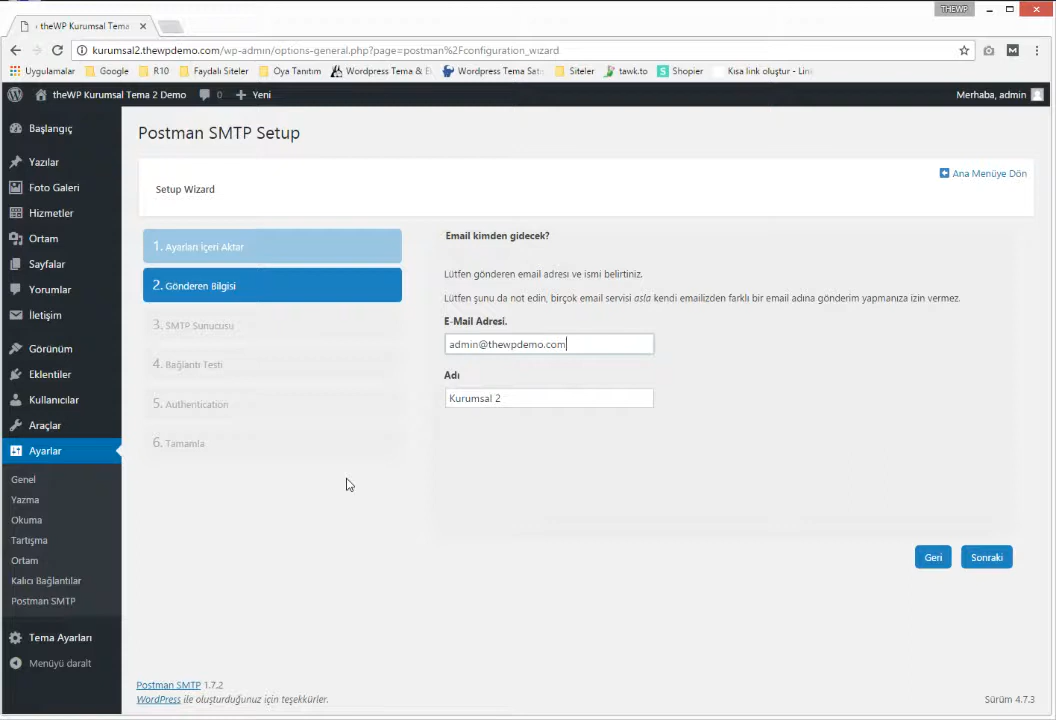 THEWP
theWP Kurumsal Tema
kurumsal2.thewpdemo.com/wp-admin/options-general.php?page=postman%2Fconfiguration_wizard
Uygulamalar Google R10 Faydalı Siteler Oya Tanıtım Wordpress Tema & E Wordpress Tema Satı Siteler tawk.to Shopier Kısa link oluştur - Lin
theWP Kurumsal Tema 2 Demo 0 Yeni Merhaba, admin
Başlangıç
Yazılar
Foto Galeri
Hizmetler
Ortam
Sayfalar
Yorumlar
İletişim
Görünüm
Eklentiler
Kullanıcılar
Araçlar
Ayarlar
Genel
Yazma
Okuma
Tartışma
Ortam
Kalıcı Bağlantılar
Postman SMTP
Tema Ayarları
Menüyü daralt
Postman SMTP Setup
Ana Menüye Dön
Setup Wizard
1. Ayarları İçeri Aktar
2. Gönderen Bilgisi
3. SMTP Sunucusu
4. Bağlantı Testi
5. Authentication
6. Tamamla
Email kimden gidecek?
Lütfen gönderen email adresi ve ismi belirtiniz.
Lütfen şunu da not edin, birçok email servisi asla kendi emailizden farklı bir email adına gönderim yapmanıza izin vermez.
E-Mail Adresi.
admin@thewpdemo.com
Adı
Kurumsal 2
Geri Sonraki
Postman SMTP 1.7.2
WordPress ile oluşturduğunuz için teşekkürler. Sürüm 4.7.3